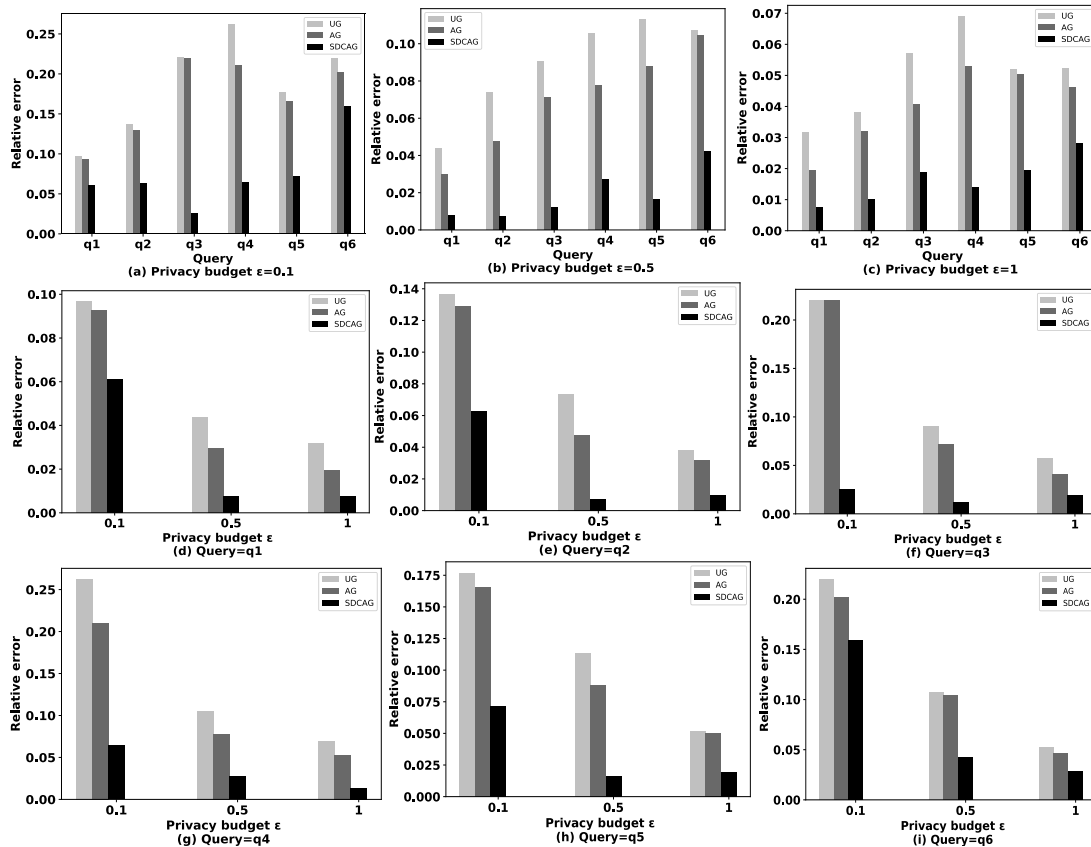 UG
AG
SDCAG
Relative error
0.25
0.20
0.15
0.10
0.05
0.00
q1 q2 q3 q4 q5 q6
Query
(a) Privacy budget ε=0.1
UG
AG
SDCAG
Relative error
0.10
0.08
0.06
0.04
0.02
0.00
q1 q2 q3 q4 q5 q6
Query
(b) Privacy budget ε=0.5
UG
AG
SDCAG
Relative error
0.07
0.06
0.05
0.04
0.03
0.02
0.01
0.00
q1 q2 q3 q4 q5 q6
Query
(c) Privacy budget ε=1
UG
AG
SDCAG
Relative error
0.10
0.08
0.06
0.04
0.02
0.00
0.1 0.5 1
Privacy budget ε
(d) Query=q1
UG
AG
SDCAG
Relative error
0.14
0.12
0.10
0.08
0.06
0.04
0.02
0.00
0.1 0.5 1
Privacy budget ε
(e) Query=q2
UG
AG
SDCAG
Relative error
0.20
0.15
0.10
0.05
0.00
0.1 0.5 1
Privacy budget ε
(f) Query=q3
UG
AG
SDCAG
Relative error
0.25
0.20
0.15
0.10
0.05
0.00
0.1 0.5 1
Privacy budget ε
(g) Query=q4
UG
AG
SDCAG
Relative error
0.175
0.150
0.125
0.100
0.075
0.050
0.025
0.000
0.1 0.5 1
Privacy budget ε
(h) Query=q5
UG
AG
SDCAG
Relative error
0.20
0.15
0.10
0.05
0.00
0.1 0.5 1
Privacy budget ε
(i) Query=q6